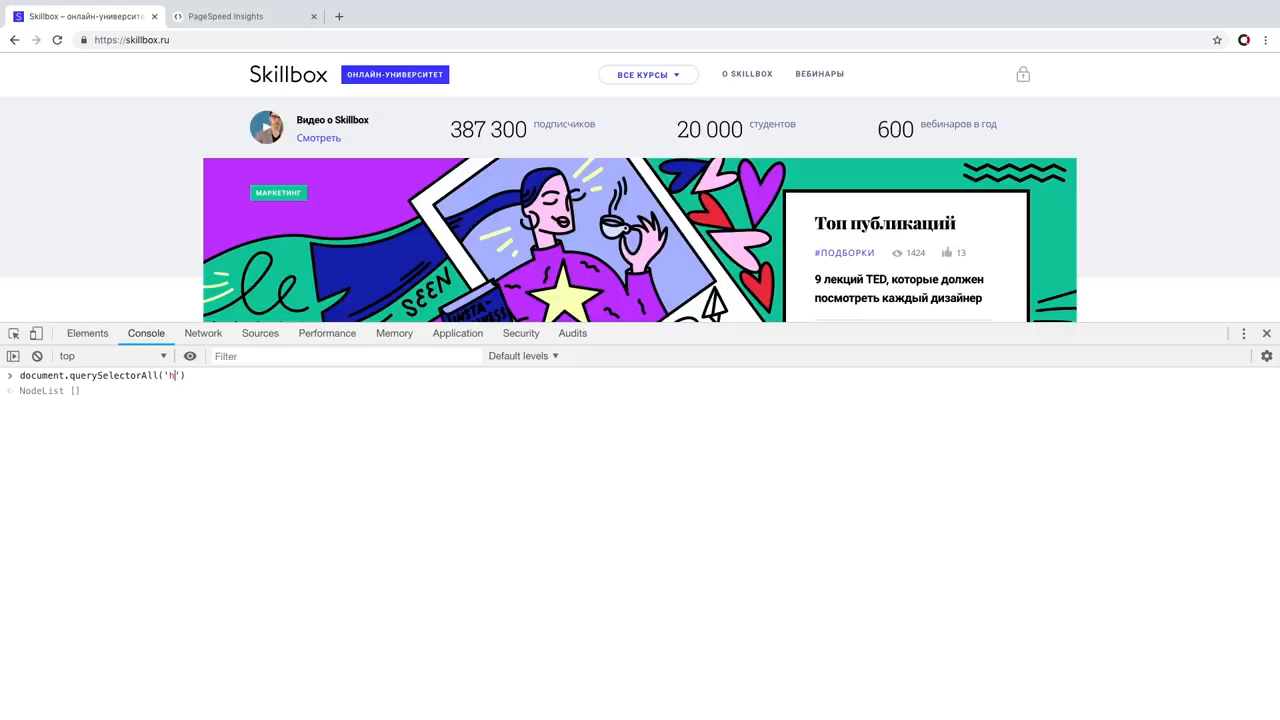 Skillbox – онлайн-университе
PageSpeed Insights
https://skillbox.ru
Skillbox
ОНЛАЙН-УНИВЕРСИТЕТ
ВСЕ КУРСЫ
О SKILLBOX
ВЕБИНАРЫ
Видео о Skillbox
Смотреть
387 300 подписчиков
20 000 студентов
600 вебинаров в год
МАРКЕТИНГ
SEEN
INSTA-
Топ публикаций
#ПОДБОРКИ
1424
13
9 лекций TED, которые должен
посмотреть каждый дизайнер
Elements
Console
Network
Sources
Performance
Memory
Application
Security
Audits
top
Filter
Default levels
document.querySelectorAll('h')
NodeList []